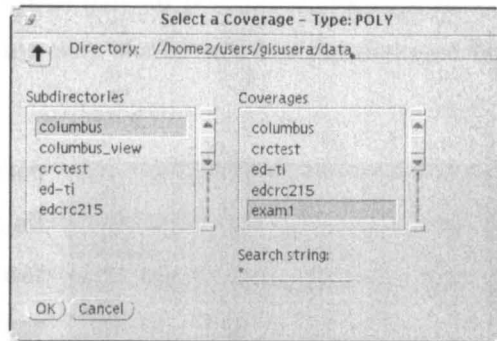 Select a Coverage - Type: POLY
Directory: //home2/users/gisusera/data
Subdirectories
columbus
columbus_view
crctest
ed-ti
edcrc215
Coverages
columbus
crctest
ed-ti
edcrc215
exam1
Search string:
*
OK Cancel